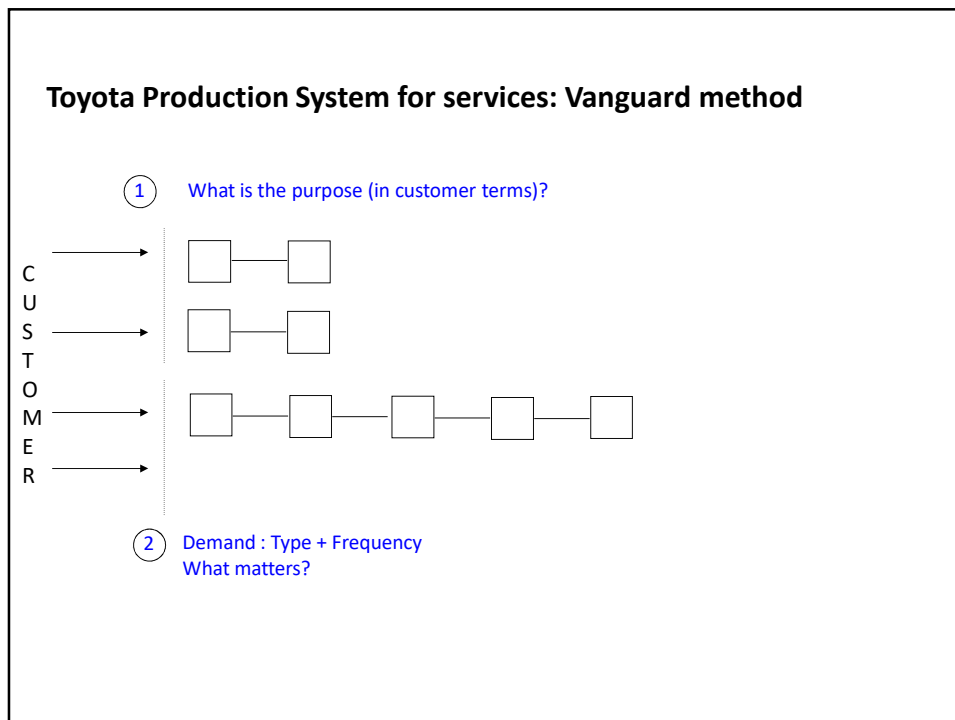 Toyota Production System for services: Vanguard method
1 What is the purpose (in customer terms)?
CUSTOMER
2 Demand : Type + Frequency
What matters?